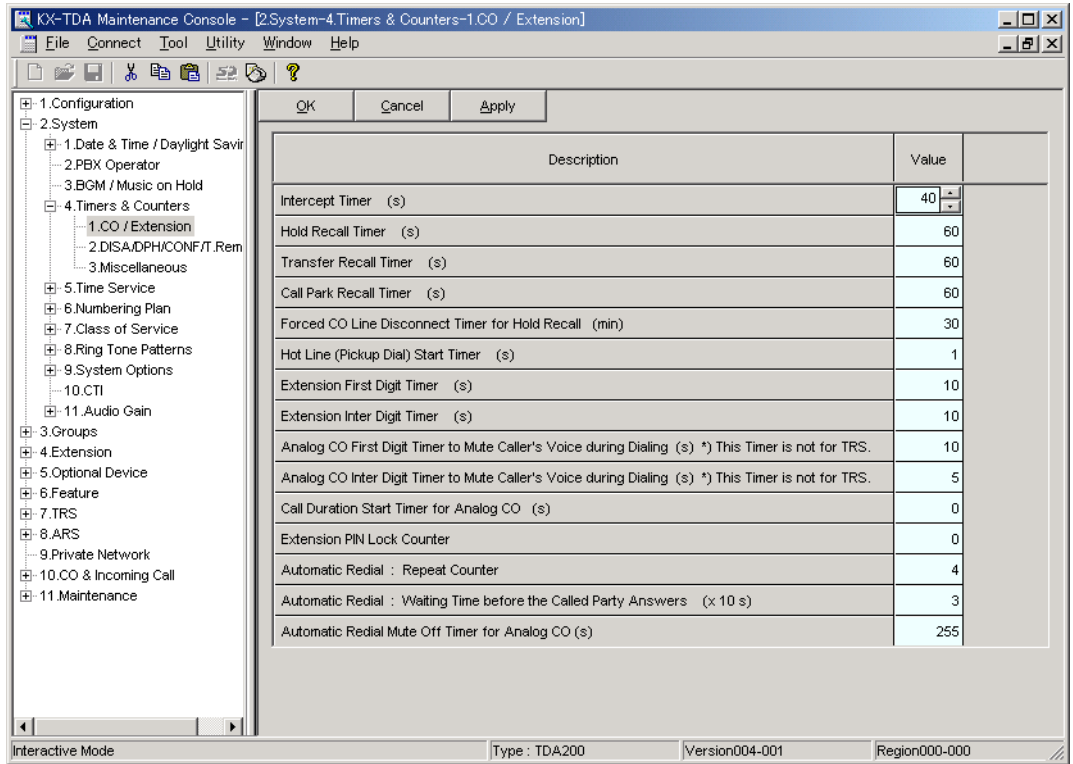 KX-TDA Maintenance Console - [2.System-4.Timers & Counters-1.CO / Extension]
File Connect Tool Utility Window Help
OK Cancel Apply
1.Configuration
2.System
1.Date & Time / Daylight Savin
2.PBX Operator
3.BGM / Music on Hold
4.Timers & Counters
1.CO / Extension
2.DISA/DPH/CONF/T.Rem
3.Miscellaneous
5.Time Service
6.Numbering Plan
7.Class of Service
8.Ring Tone Patterns
9.System Options
10.CTI
11.Audio Gain
3.Groups
4.Extension
5.Optional Device
6.Feature
7.TRS
8.ARS
9.Private Network
10.CO & Incoming Call
11.Maintenance
Description Value
Intercept Timer (s) 40
Hold Recall Timer (s) 60
Transfer Recall Timer (s) 60
Call Park Recall Timer (s) 60
Forced CO Line Disconnect Timer for Hold Recall (min) 30
Hot Line (Pickup Dial) Start Timer (s) 1
Extension First Digit Timer (s) 10
Extension Inter Digit Timer (s) 10
Analog CO First Digit Timer to Mute Caller's Voice during Dialing (s) *) This Timer is not for TRS. 10
Analog CO Inter Digit Timer to Mute Caller's Voice during Dialing (s) *) This Timer is not for TRS. 5
Call Duration Start Timer for Analog CO (s) 0
Extension PIN Lock Counter 0
Automatic Redial : Repeat Counter 4
Automatic Redial : Waiting Time before the Called Party Answers (x 10 s) 3
Automatic Redial Mute Off Timer for Analog CO (s) 255
Interactive Mode Type : TDA200 Version004-001 Region000-000